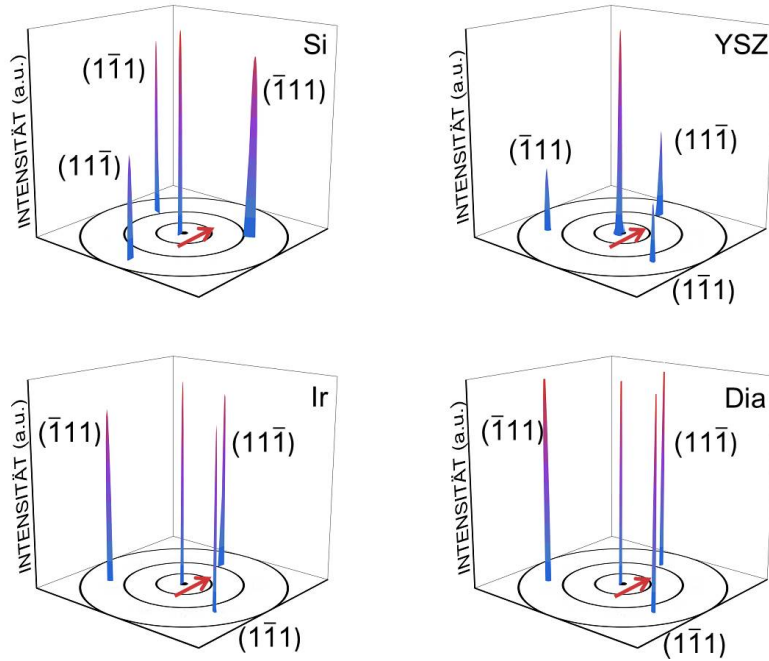 Si
INTENSITÄT (a.u.)
(11̅1)
(1̅11)
(111̅)
YSZ
INTENSITÄT (a.u.)
(1̅11)
(111̅)
(11̅1)
Ir
INTENSITÄT (a.u.)
(1̅11)
(111̅)
(11̅1)
Dia
INTENSITÄT (a.u.)
(1̅11)
(111̅)
(11̅1)